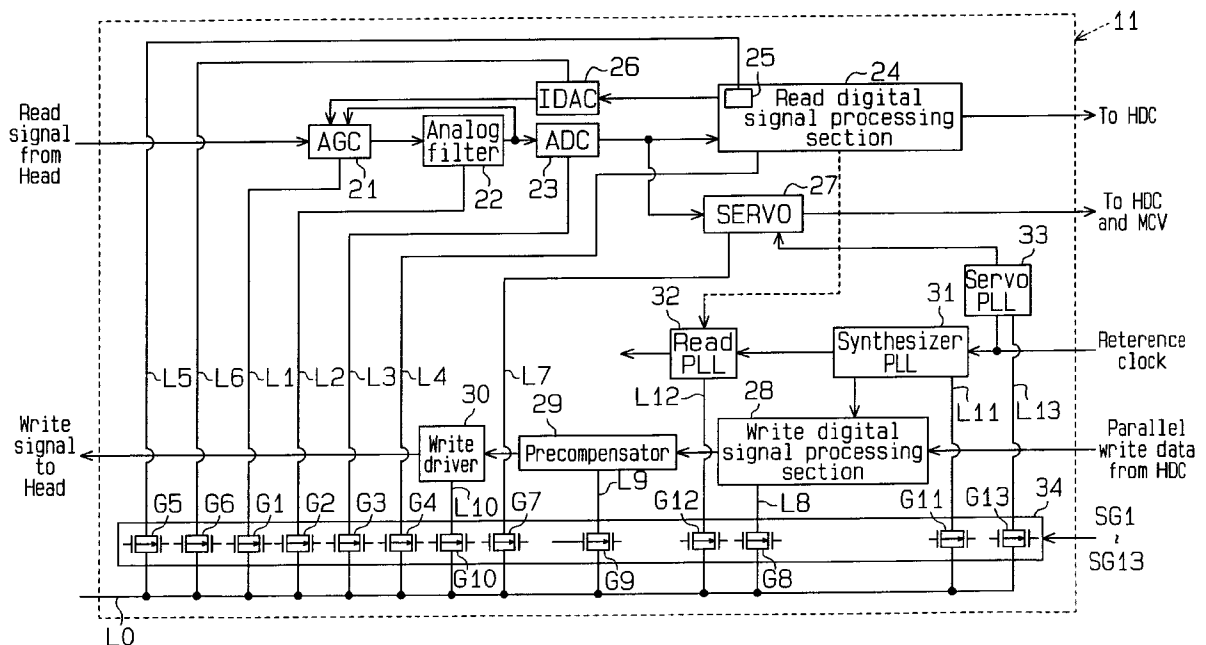 11
26
25
24
Read
signal
from
Head
IDAC
Read digital
signal processing
section
To HDC
AGC
Analog
filter
ADC
21
22
23
27
SERVO
To HDC
and MCV
33
Servo
PLL
32
31
Read
PLL
Synthesizer
PLL
Reterence
clock
L5
L6
L1
L2
L3
L4
L7
L12
L11
L13
30
29
28
Write
signal
to
Head
Write
driver
Precompensator
Write digital
signal processing
section
Parallel
write data
from HDC
L10
L9
L8
G5
G6
G1
G2
G3
G4
G7
G12
G11
G13
34
SG1
~
SG13
G10
G9
G8
L0